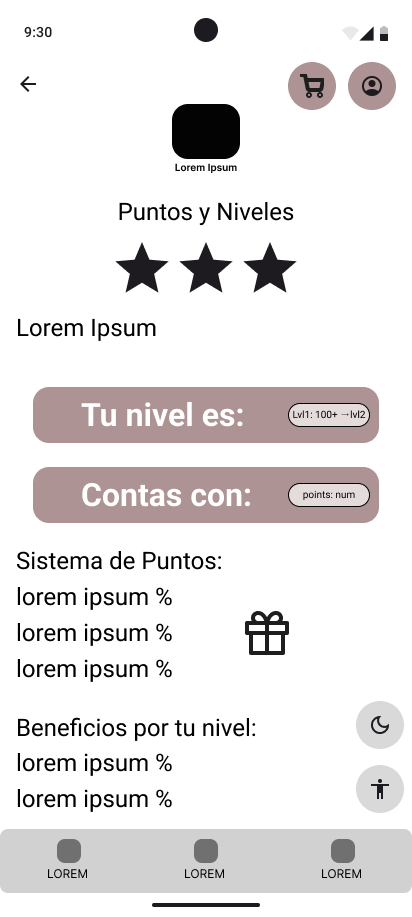 9:30
Lorem Ipsum
Puntos y Niveles
Lorem Ipsum
Tu nivel es:
Lvl1: 100+ →lvl2
Contas con:
points: num
Sistema de Puntos:
lorem ipsum %
lorem ipsum %
lorem ipsum %
Beneficios por tu nivel:
lorem ipsum %
lorem ipsum %
LOREM
LOREM
LOREM